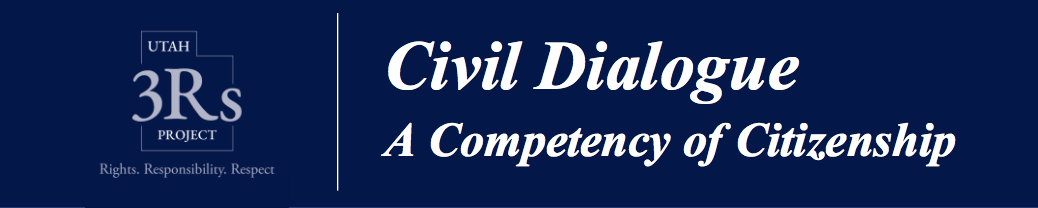 UTAH
3Rs
PROJECT
Rights. Responsibility. Respect
Civil Dialogue
A Competency of Citizenship